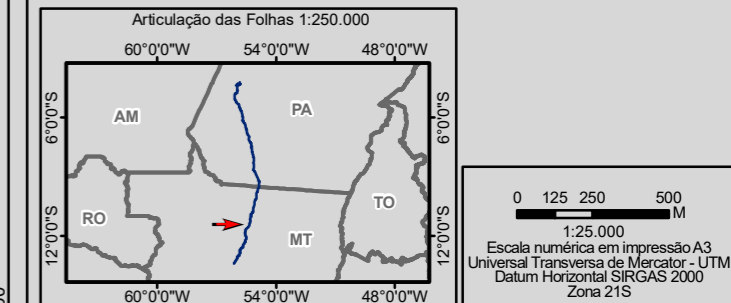 Articulação das Folhas 1:250.000
60°0'0"W 54°0'0"W 48°0'0"W
6°0'0"S
12°0'0"S
AM
PA
RO
TO
MT
6°0'0"S
12°0'0"S
60°0'0"W 54°0'0"W 48°0'0"W
0 125 250 500
M
1:25.000
Escala numérica em impressão A3
Universal Transversa de Mercator - UTM
Datum Horizontal SIRGAS 2000
Zona 21S